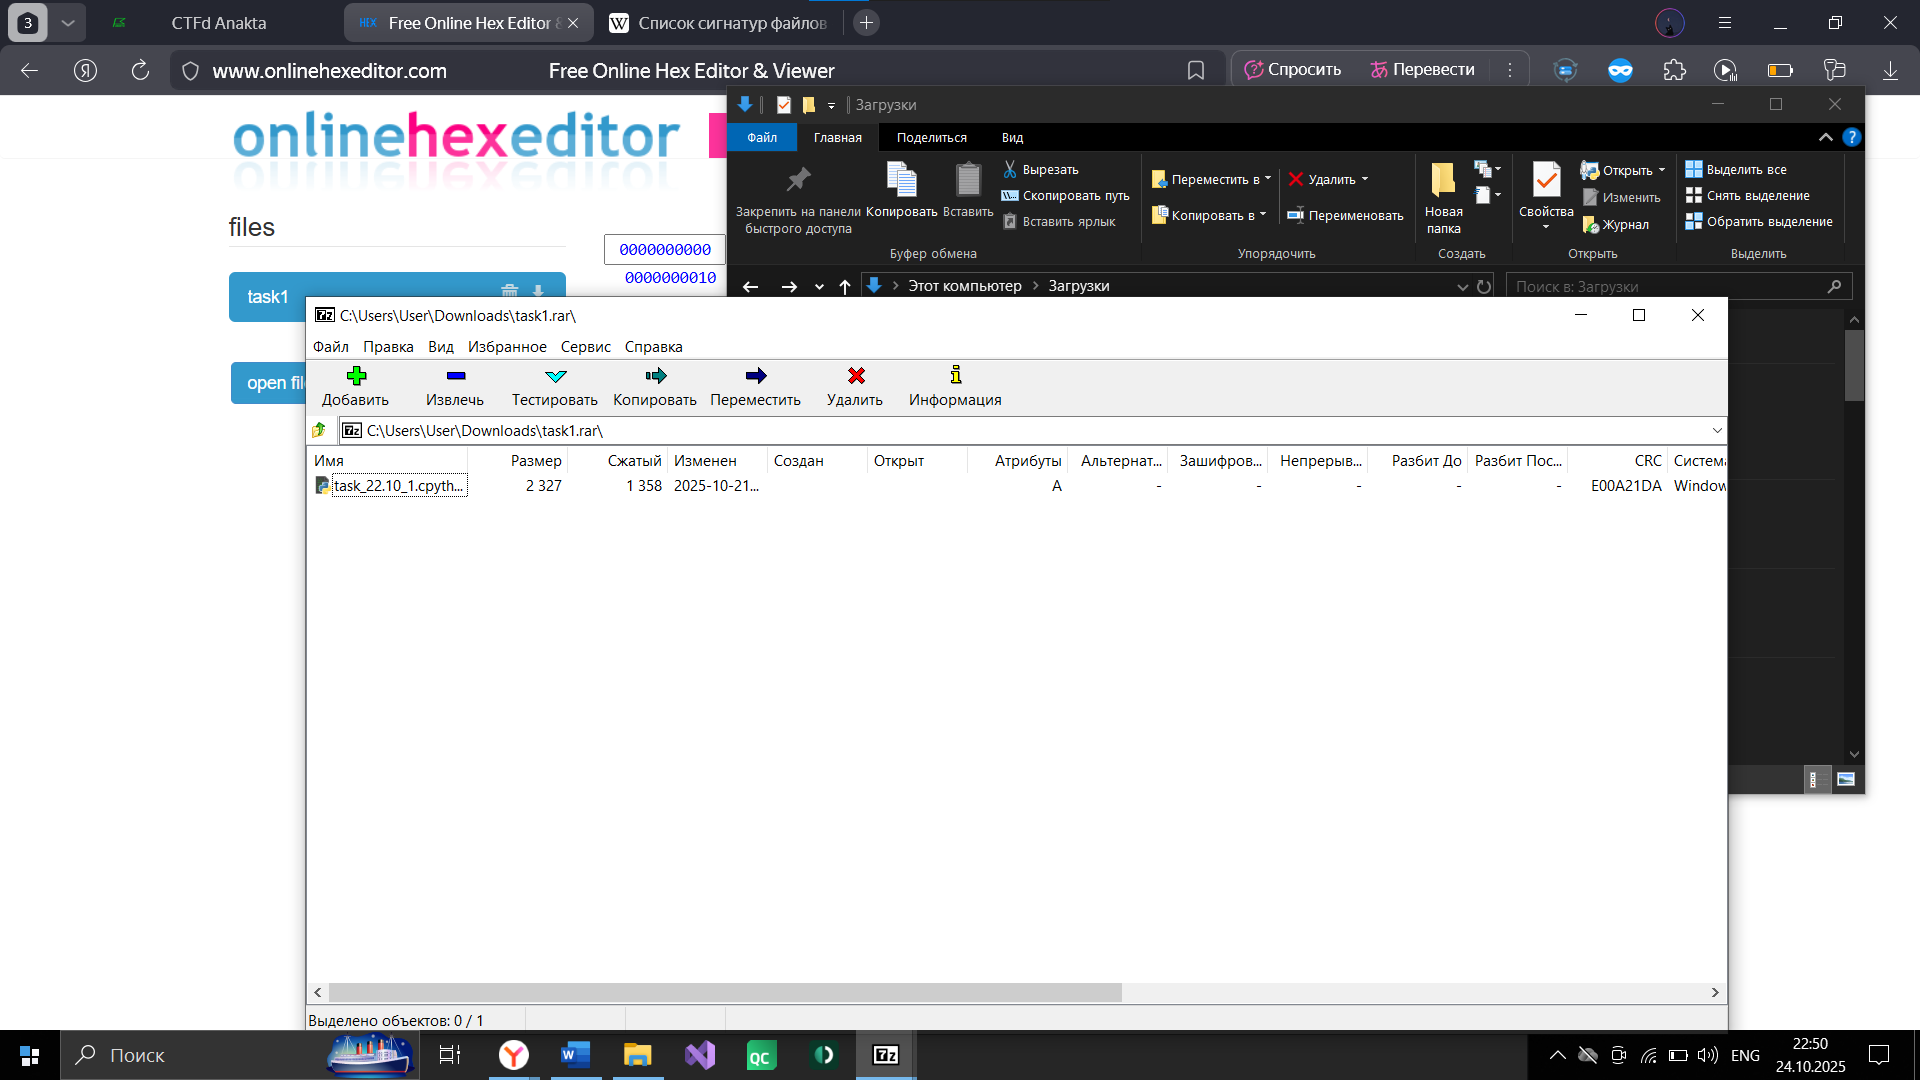 3
CTFd Anakta
HEX Free Online Hex Editor &
W Список сигнатур файлов
www.onlinehexeditor.com
Free Online Hex Editor & Viewer
Спросить
Перевести
onlinehexeditor
files
task1
open fil
0000000000
0000000010
Загрузки
Файл Главная Поделиться Вид
Закрепить на панели быстрого доступа
Копировать
Вставить
Вырезать
Скопировать путь
Вставить ярлык
Буфер обмена
Переместить в
Копировать в
Удалить
Переименовать
Упорядочить
Новая папка
Создать
Свойства
Открыть
Изменить
Журнал
Открыть
Выделить все
Снять выделение
Обратить выделение
Выделить
Этот компьютер > Загрузки
Поиск в: Загрузки
7z C:\Users\User\Downloads\task1.rar\
Файл Правка Вид Избранное Сервис Справка
Добавить Извлечь Тестировать Копировать Переместить Удалить Информация
7z C:\Users\User\Downloads\task1.rar\
Имя Размер Сжатый Изменен Создан Открыт Атрибуты Альтернат... Зашифров... Непрерыв... Разбит До Разбит Пос... CRC Систем
task_22.10_1.cpyth... 2 327 1 358 2025-10-21... A - - - - - E00A21DA Window
Выделено объектов: 0 / 1
Поиск
QC
7z
ENG
22:50
24.10.2025